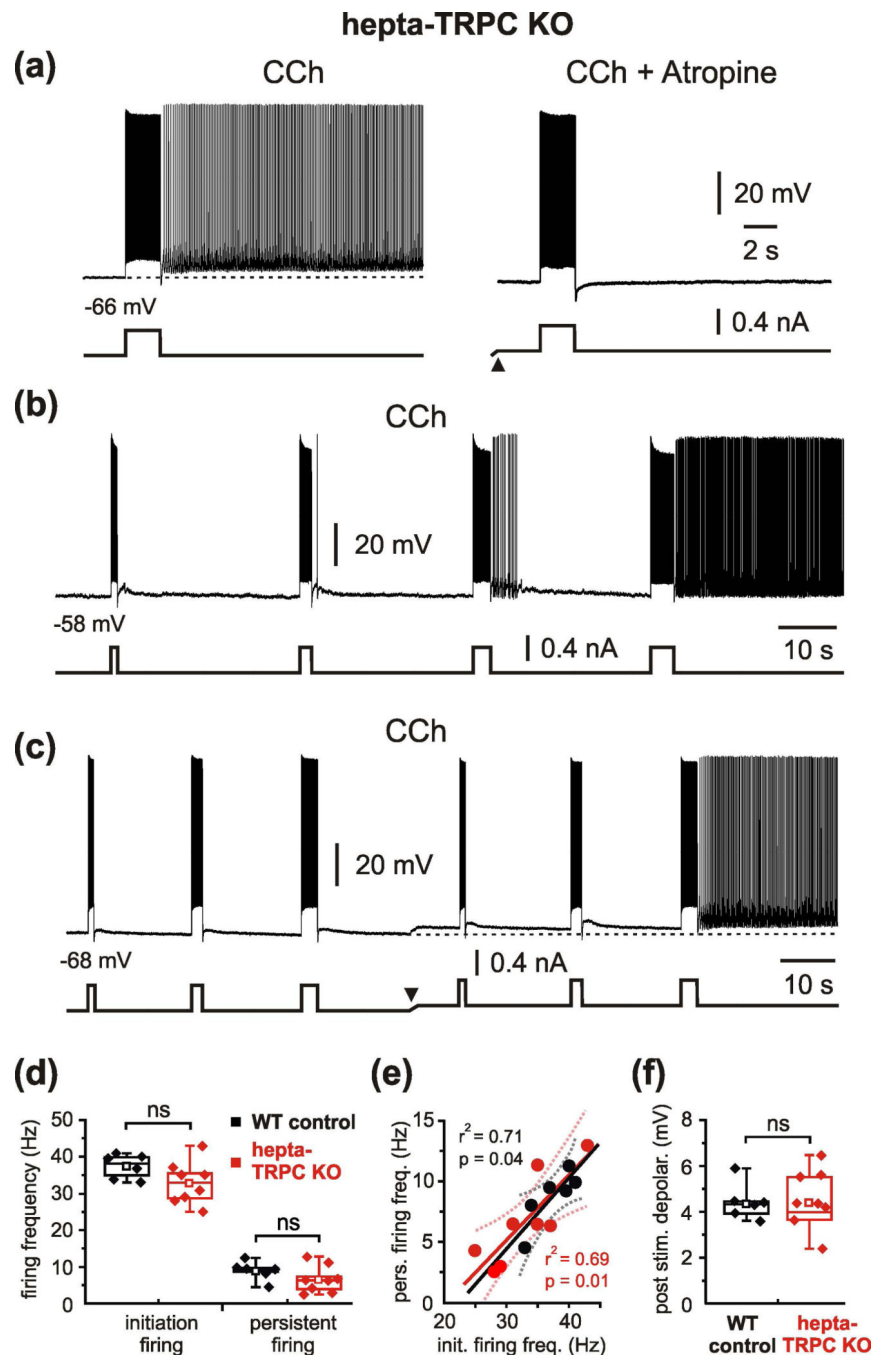 hepta-TRPC KO
(a)
CCh
CCh + Atropine
20 mV
2 s
-66 mV
0.4 nA
(b)
CCh
20 mV
-58 mV
0.4 nA
10 s
(c)
CCh
20 mV
-68 mV
0.4 nA
10 s
(d)
firing frequency (Hz)
50
40
30
20
10
0
ns
ns
WT control
hepta-
TRPC KO
initiation
firing
persistent
firing
(e)
pers. firing freq. (Hz)
15
10
5
0
r² = 0.71
p = 0.04
r² = 0.69
p = 0.01
20 30 40
init. firing freq. (Hz)
(f)
post stim. depolar. (mV)
8
6
4
2
0
ns
WT
control
hepta-
TRPC KO